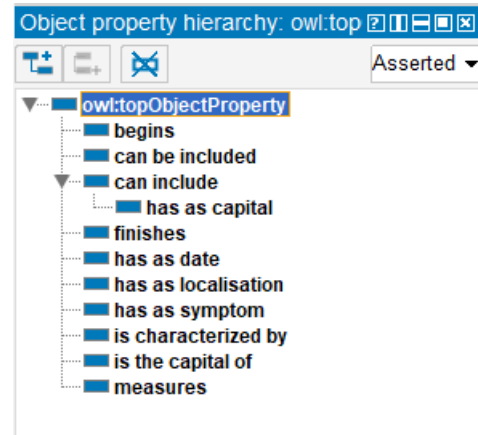 Object property hierarchy: owl:top
Asserted
owl:topObjectProperty
begins
can be included
can include
has as capital
finishes
has as date
has as localisation
has as symptom
is characterized by
is the capital of
measures